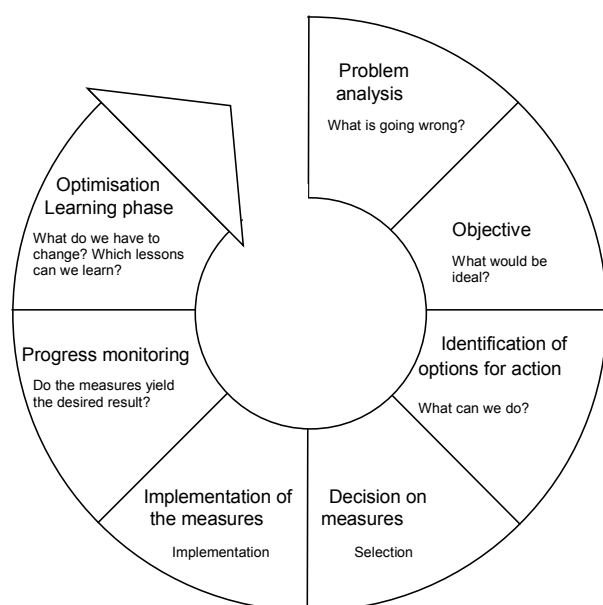 Problem
analysis
What is going wrong?
Objective
What would be
ideal?
Identification of
options for action
What can we do?
Decision on
measures
Selection
Implementation of
the measures
Implementation
Progress monitoring
Do the measures yield
the desired result?
Optimisation
Learning phase
What do we have to
change? Which lessons
can we learn?